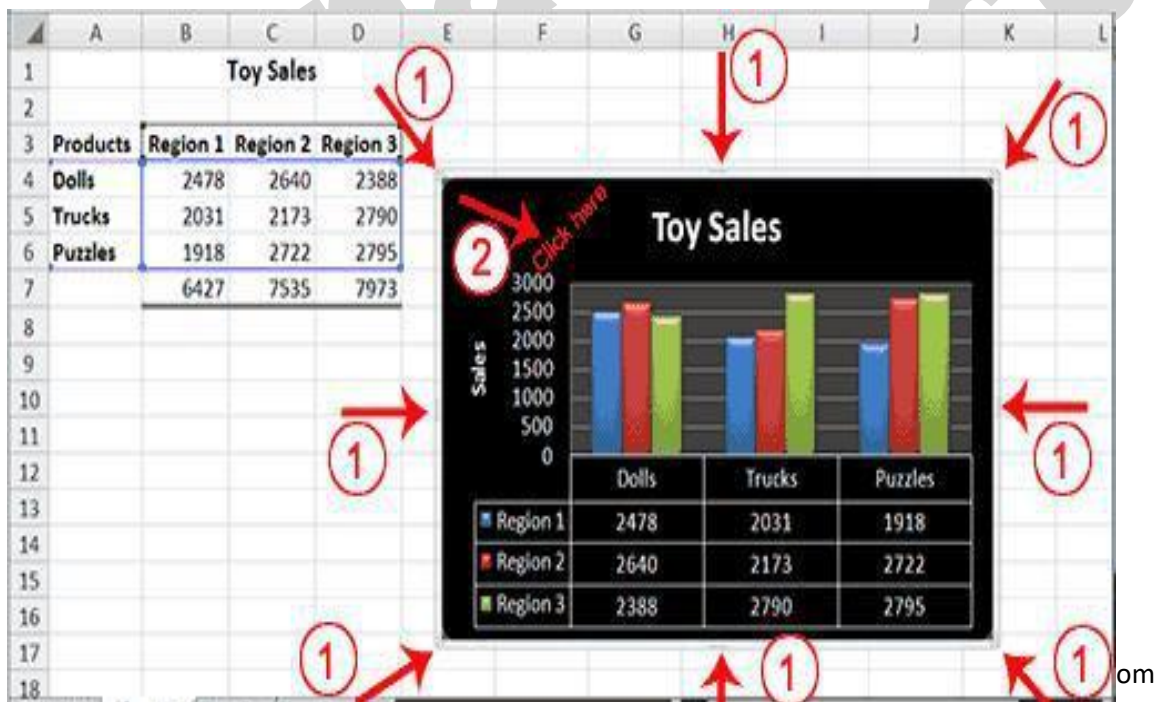 A B C D E F G H I J K L
1 Toy Sales
2
3 Products Region 1 Region 2 Region 3
4 Dolls 2478 2640 2388
5 Trucks 2031 2173 2790
6 Puzzles 1918 2722 2795
7 6427 7535 7973
8
9
10
11
12
13
14
15
16
17
18
1
1
1
2
Click here
Toy Sales
Sales
3000
2500
2000
1500
1000
500
0
Dolls Trucks Puzzles
Region 1 2478 2031 1918
Region 2 2640 2173 2722
Region 3 2388 2790 2795
1
1
1
1
1
om